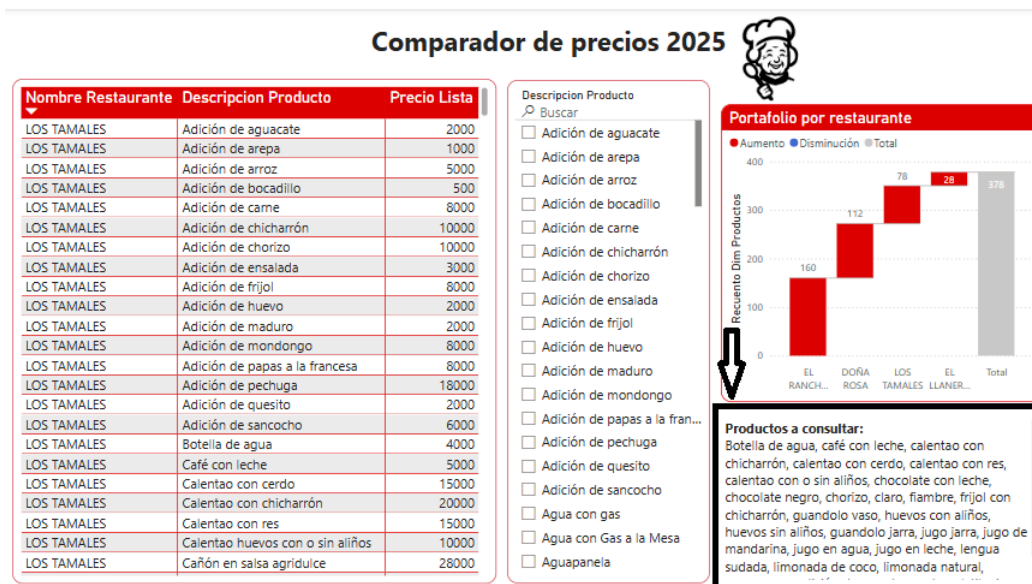 Comparador de precios 2025
Nombre Restaurante Descripcion Producto Precio Lista
LOS TAMALES Adición de aguacate 2000
LOS TAMALES Adición de arepa 1000
LOS TAMALES Adición de arroz 5000
LOS TAMALES Adición de bocadillo 500
LOS TAMALES Adición de carne 8000
LOS TAMALES Adición de chicharrón 10000
LOS TAMALES Adición de chorizo 10000
LOS TAMALES Adición de ensalada 3000
LOS TAMALES Adición de frijol 8000
LOS TAMALES Adición de huevo 2000
LOS TAMALES Adición de maduro 2000
LOS TAMALES Adición de mondongo 8000
LOS TAMALES Adición de papas a la francesa 8000
LOS TAMALES Adición de pechuga 18000
LOS TAMALES Adición de quesito 2000
LOS TAMALES Adición de sancocho 6000
LOS TAMALES Botella de agua 4000
LOS TAMALES Café con leche 5000
LOS TAMALES Calentao con cerdo 15000
LOS TAMALES Calentao con chicharrón 20000
LOS TAMALES Calentao con res 15000
LOS TAMALES Calentao huevos con o sin aliños 10000
LOS TAMALES Cañón en salsa agridulce 28000
Descripcion Producto
Buscar
Adición de aguacate
Adición de arepa
Adición de arroz
Adición de bocadillo
Adición de carne
Adición de chicharrón
Adición de chorizo
Adición de ensalada
Adición de frijol
Adición de huevo
Adición de maduro
Adición de mondongo
Adición de papas a la fran...
Adición de pechuga
Adición de quesito
Adición de sancocho
Agua con gas
Agua con Gas a la Mesa
Aguapanela
Portafolio por restaurante
Aumento Disminución Total
Recuento Dim Productos
400
300
200
100
0
160
112
78
28
378
EL RANCH...
DOÑA ROSA
LOS TAMALES
EL LLANER...
Total
Productos a consultar:
Botella de agua, café con leche, calentao con
chicharrón, calentao con cerdo, calentao con res,
calentao con o sin aliños, chocolate con leche,
chocolate negro, chorizo, claro, fiambre, frijol con
chicharrón, guandolo vaso, huevos con aliños,
huevos sin aliños, guandolo jarra, jugo jarra, jugo de
mandarina, jugo en agua, jugo en leche, lengua
sudada, limonada de coco, limonada natural,